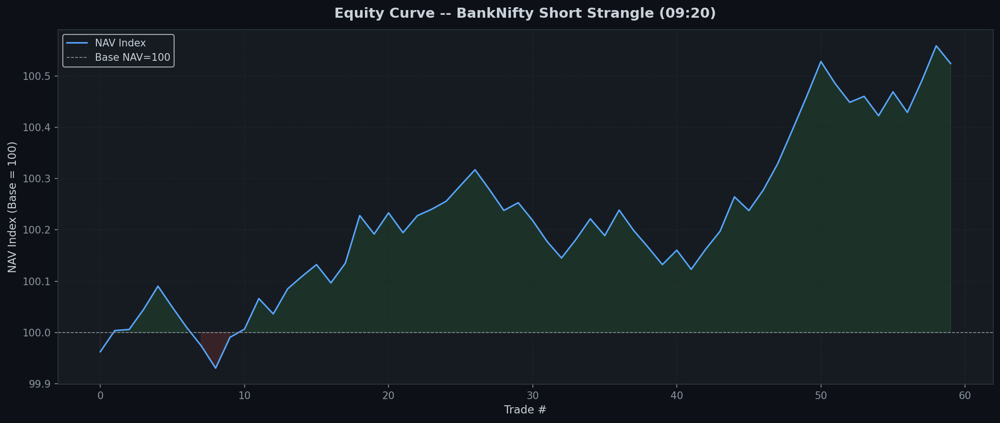 Equity Curve -- BankNifty Short Strangle (09:20)
NAV Index
Base NAV=100
NAV Index (Base = 100)
100.5
100.4
100.3
100.2
100.1
100.0
99.9
0 10 20 30 40 50 60
Trade #